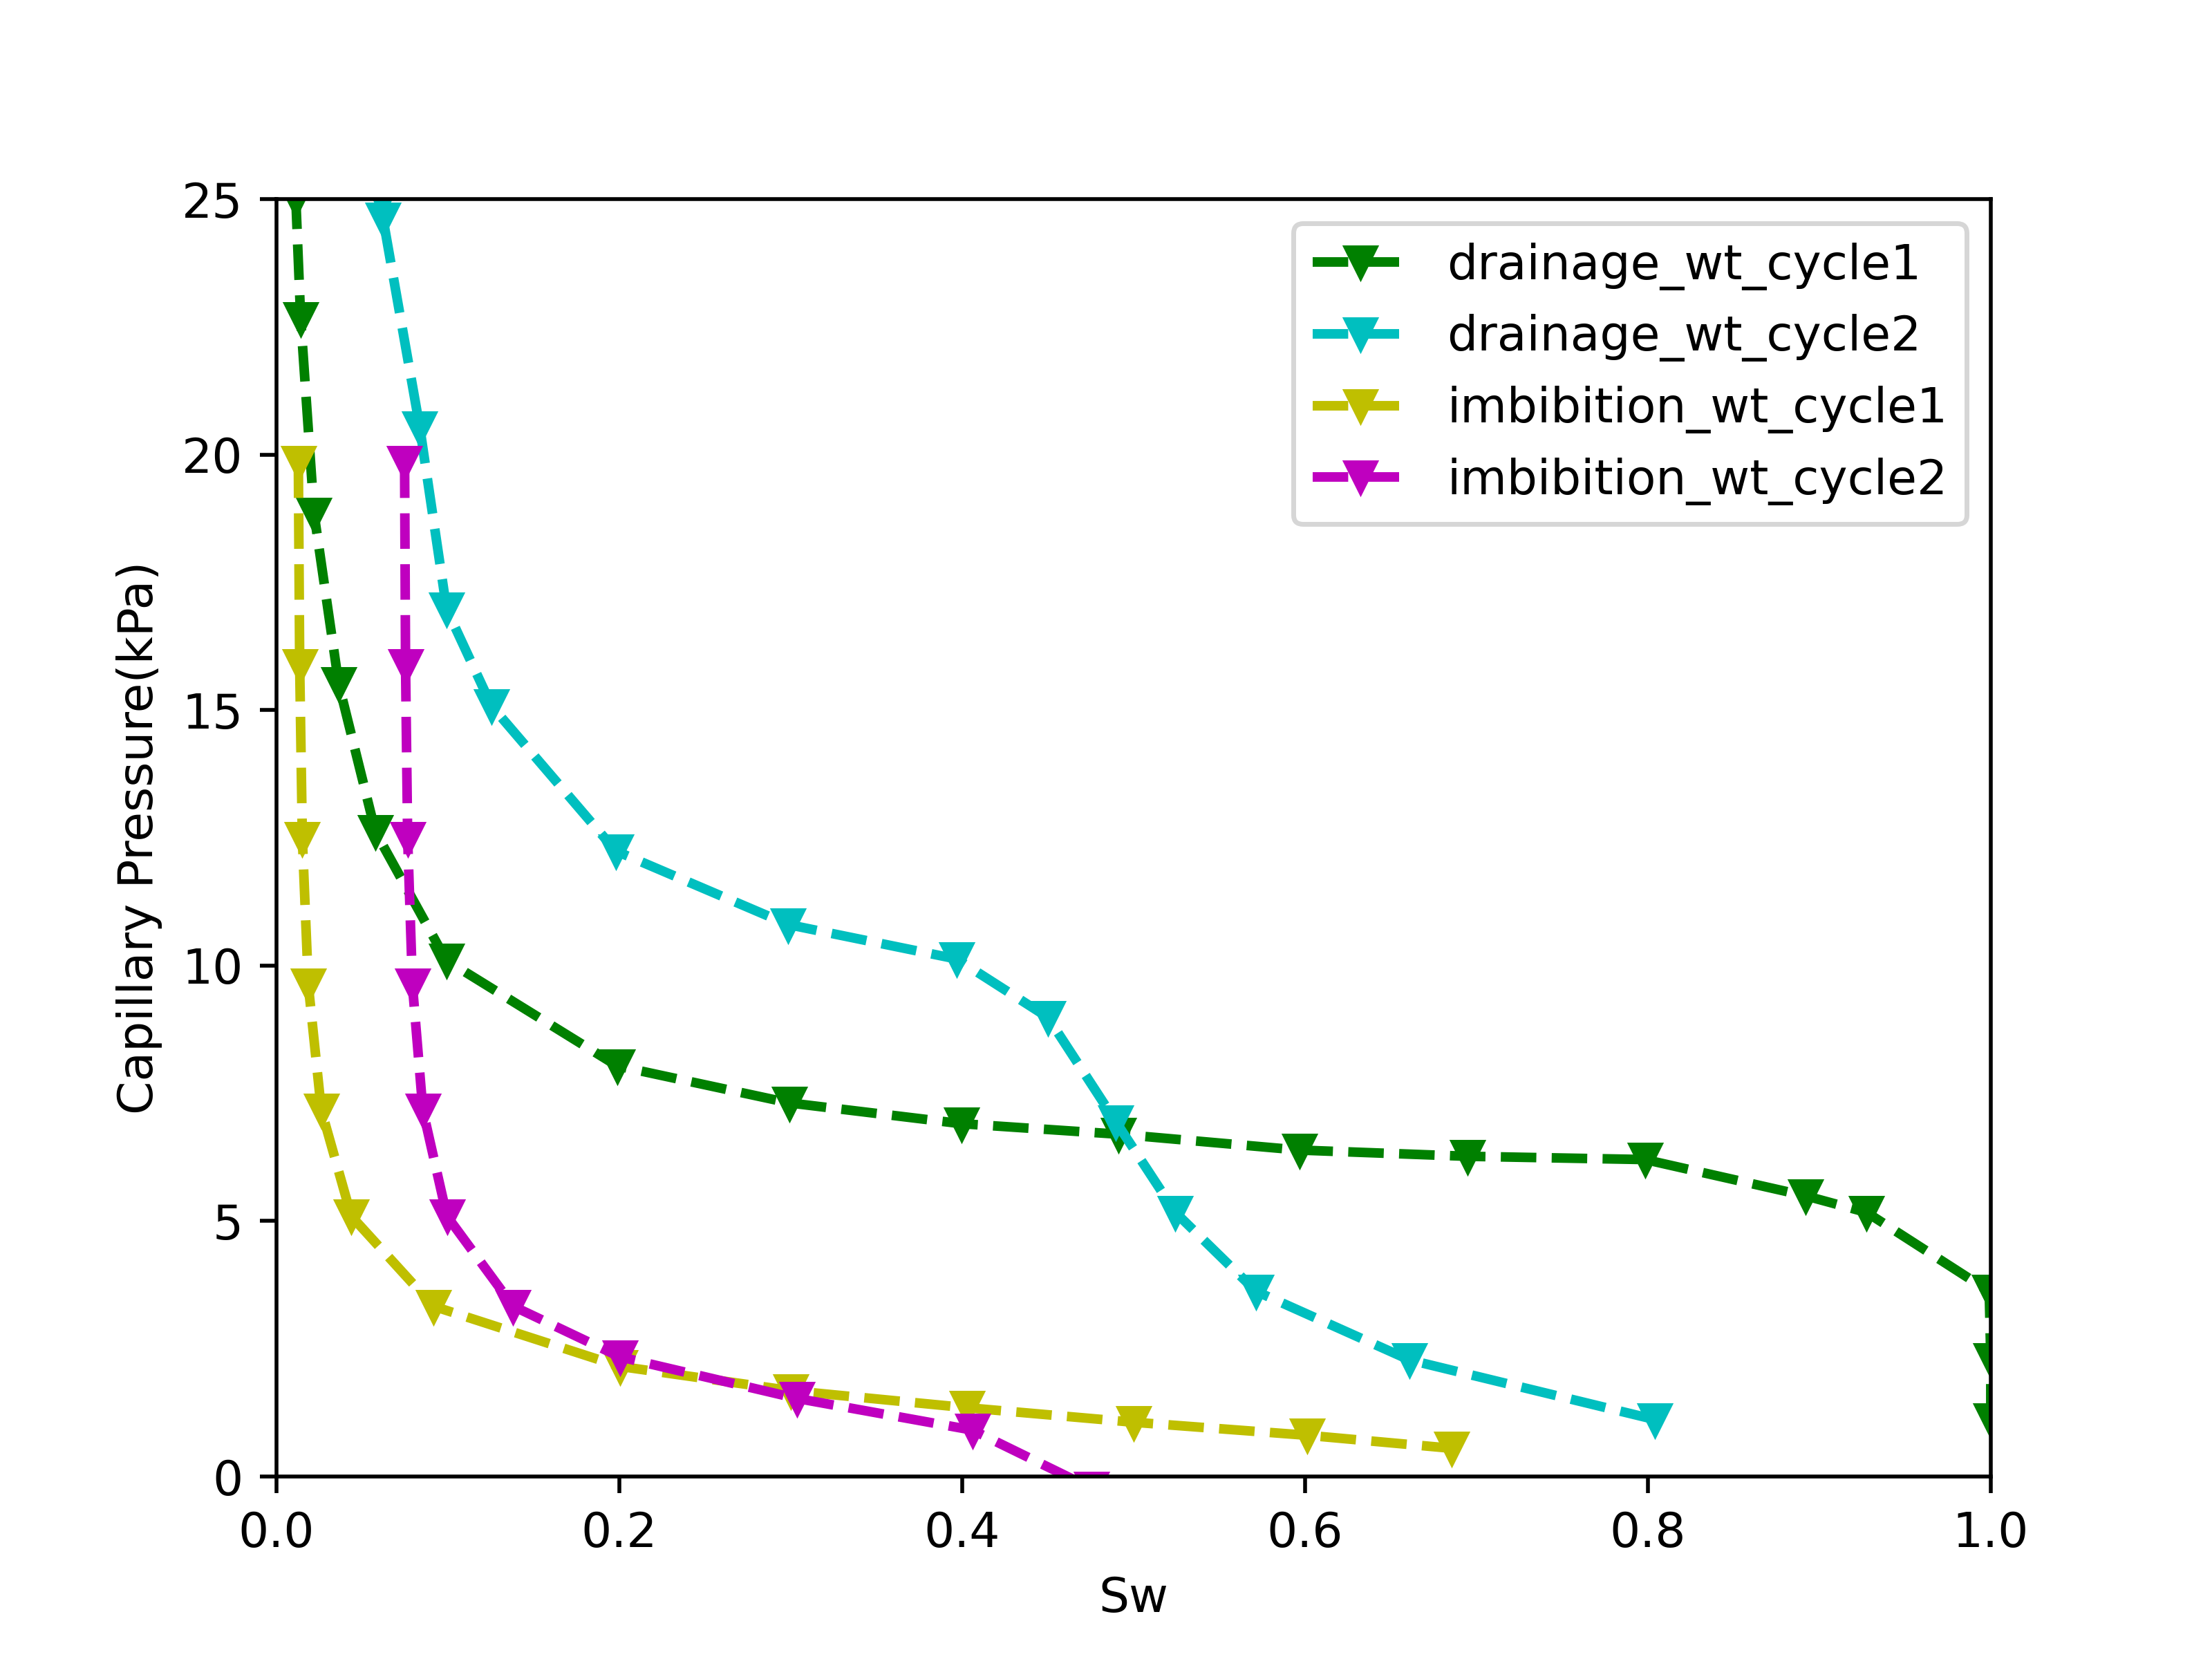 25
20
15
10
5
0
Capillary Pressure(kPa)
drainage_wt_cycle1
drainage_wt_cycle2
imbibition_wt_cycle1
imbibition_wt_cycle2
0.0 0.2 0.4 0.6 0.8 1.0
Sw